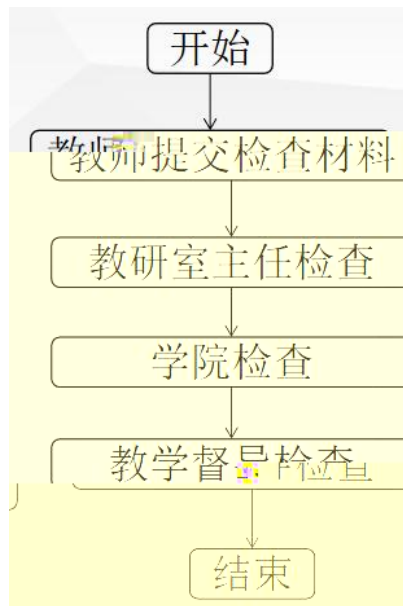 开始
教师提交检查材料
教研室主任检查
学院检查
教学督导检查
结束